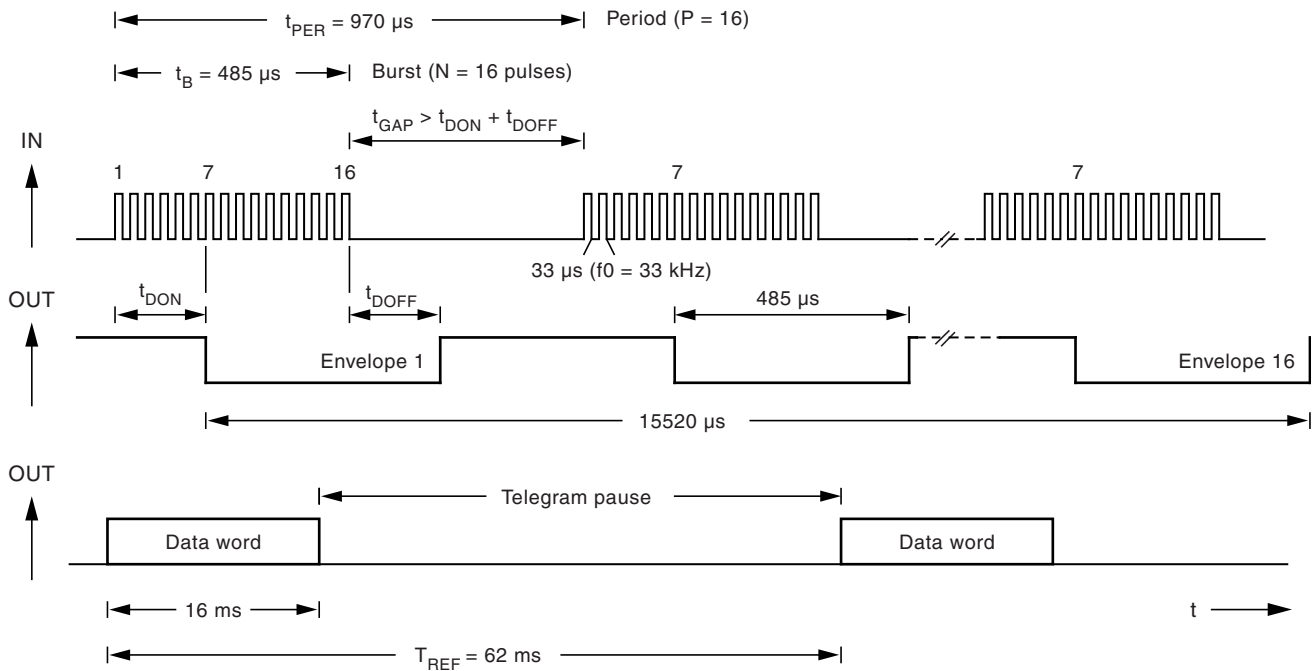 t_PER = 970 µs Period (P = 16)
t_B = 485 µs Burst (N = 16 pulses)
t_GAP > t_DON + t_DOFF
IN
1 7 16 7 7
33 µs (f0 = 33 kHz)
t_DON t_DOFF 485 µs
OUT
Envelope 1 Envelope 16
15520 µs
OUT
Telegram pause
Data word Data word
16 ms t
T_REF = 62 ms